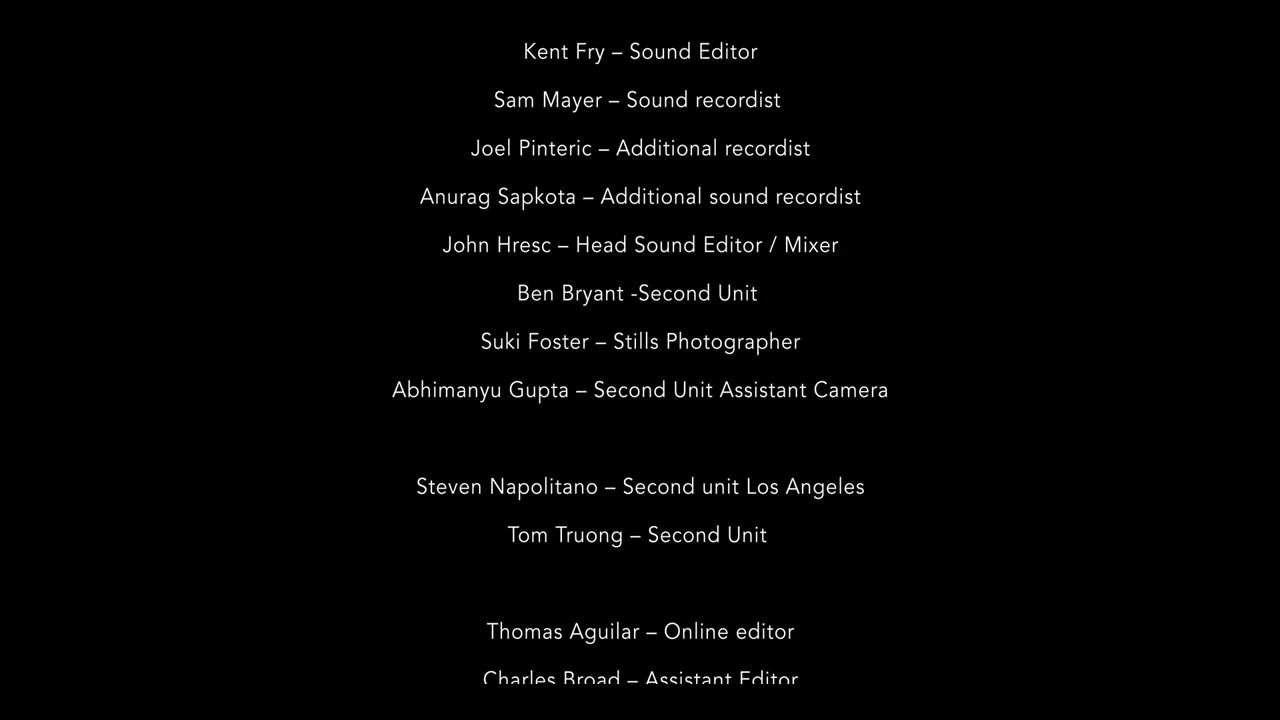 Kent Fry – Sound Editor
Sam Mayer – Sound recordist
Joel Pinteric – Additional recordist
Anurag Sapkota – Additional sound recordist
John Hresc – Head Sound Editor / Mixer
Ben Bryant -Second Unit
Suki Foster – Stills Photographer
Abhimanyu Gupta – Second Unit Assistant Camera
Steven Napolitano – Second unit Los Angeles
Tom Truong – Second Unit
Thomas Aguilar – Online editor
Charles Broad – Assistant Editor